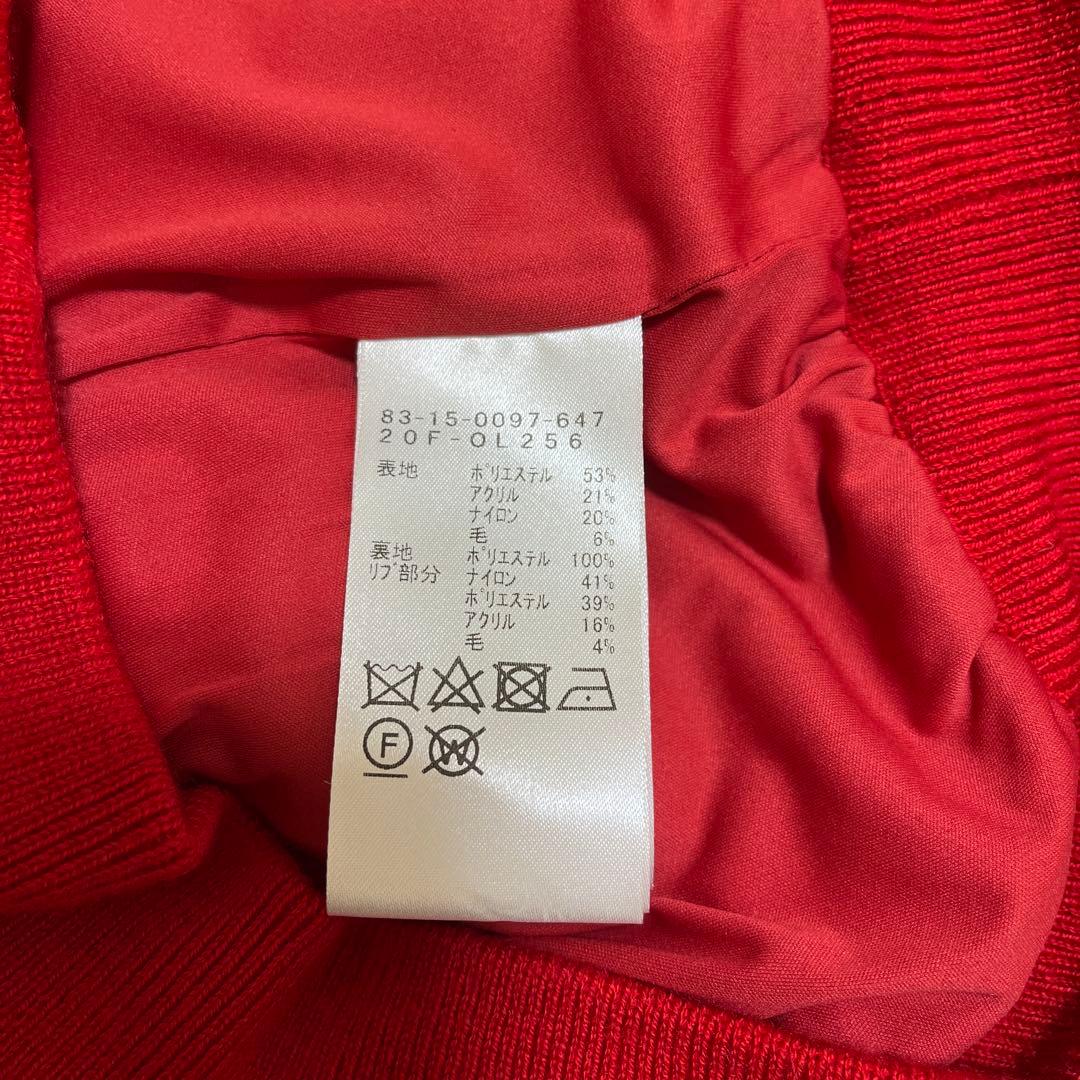 83-15-0097-647
20F-OL256
表地 ポリエステル 53%
アクリル 21%
ナイロン 20%
毛 6%
裏地 ポリエステル 100%
リブ部分 ナイロン 41%
ポリエステル 39%
アクリル 16%
毛 4%
F W